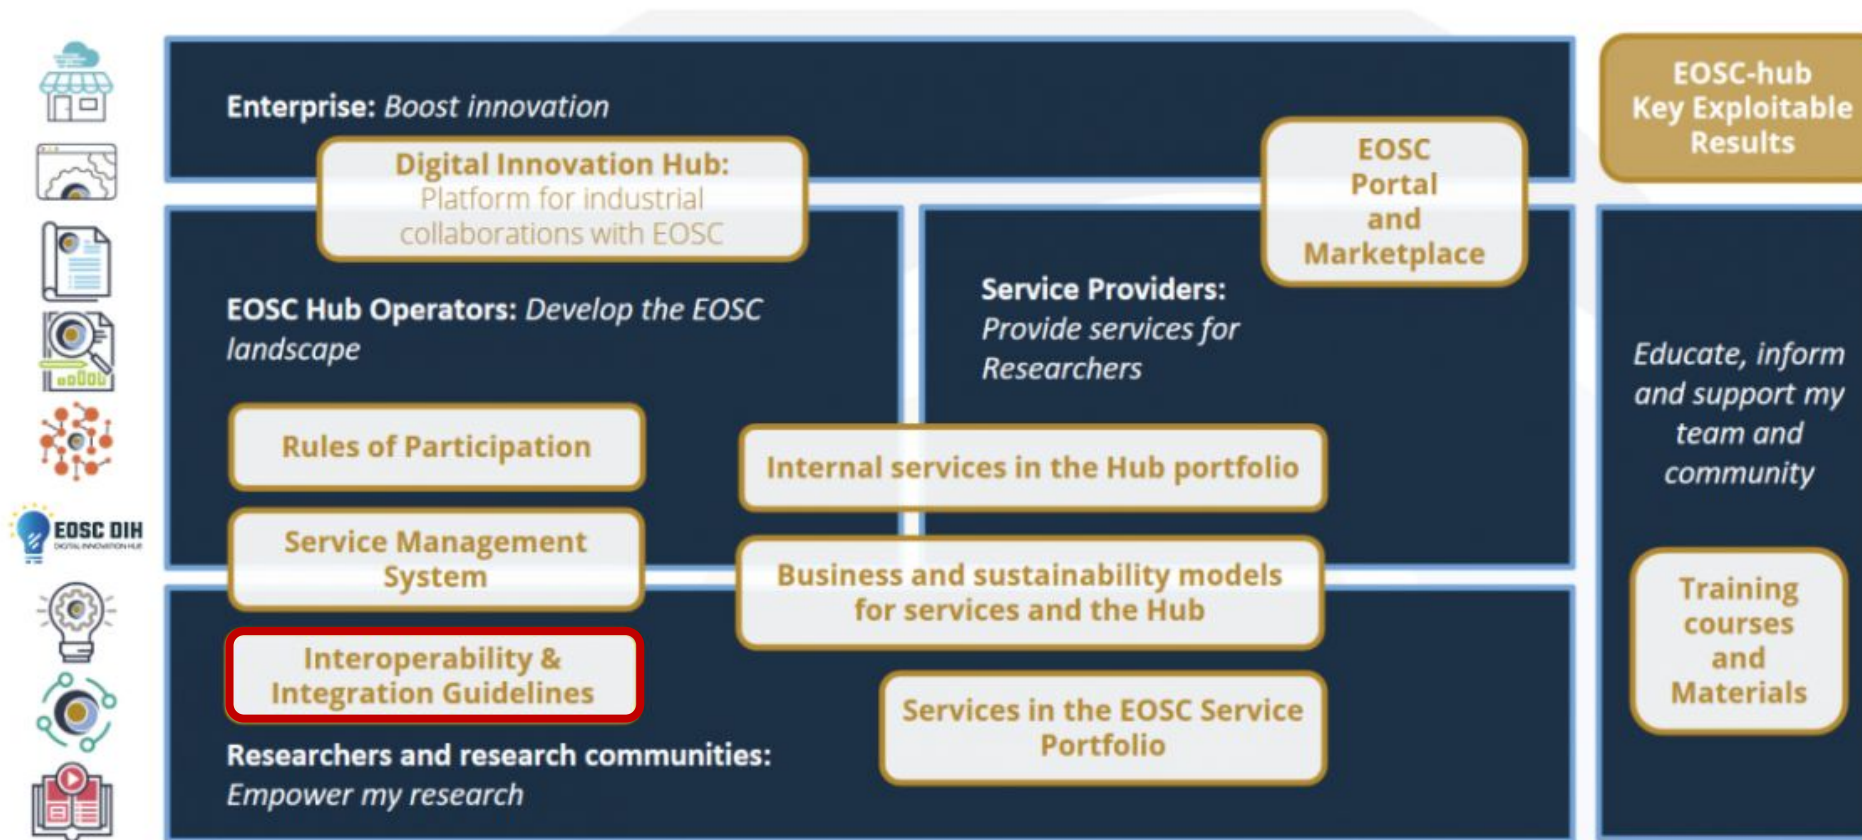 Enterprise: Boost innovation
Digital Innovation Hub:
Platform for industrial
collaborations with EOSC
EOSC
Portal
and
Marketplace
EOSC-hub
Key Exploitable
Results
EOSC Hub Operators: Develop the EOSC
landscape
Service Providers:
Provide services for
Researchers
Educate, inform
and support my
team and
community
Rules of Participation
Internal services in the Hub portfolio
EOSC DIH
DIGITAL INNOVATION HUB
Service Management
System
Business and sustainability models
for services and the Hub
Training
courses
and
Materials
Interoperability &
Integration Guidelines
Services in the EOSC Service
Portfolio
Researchers and research communities:
Empower my research